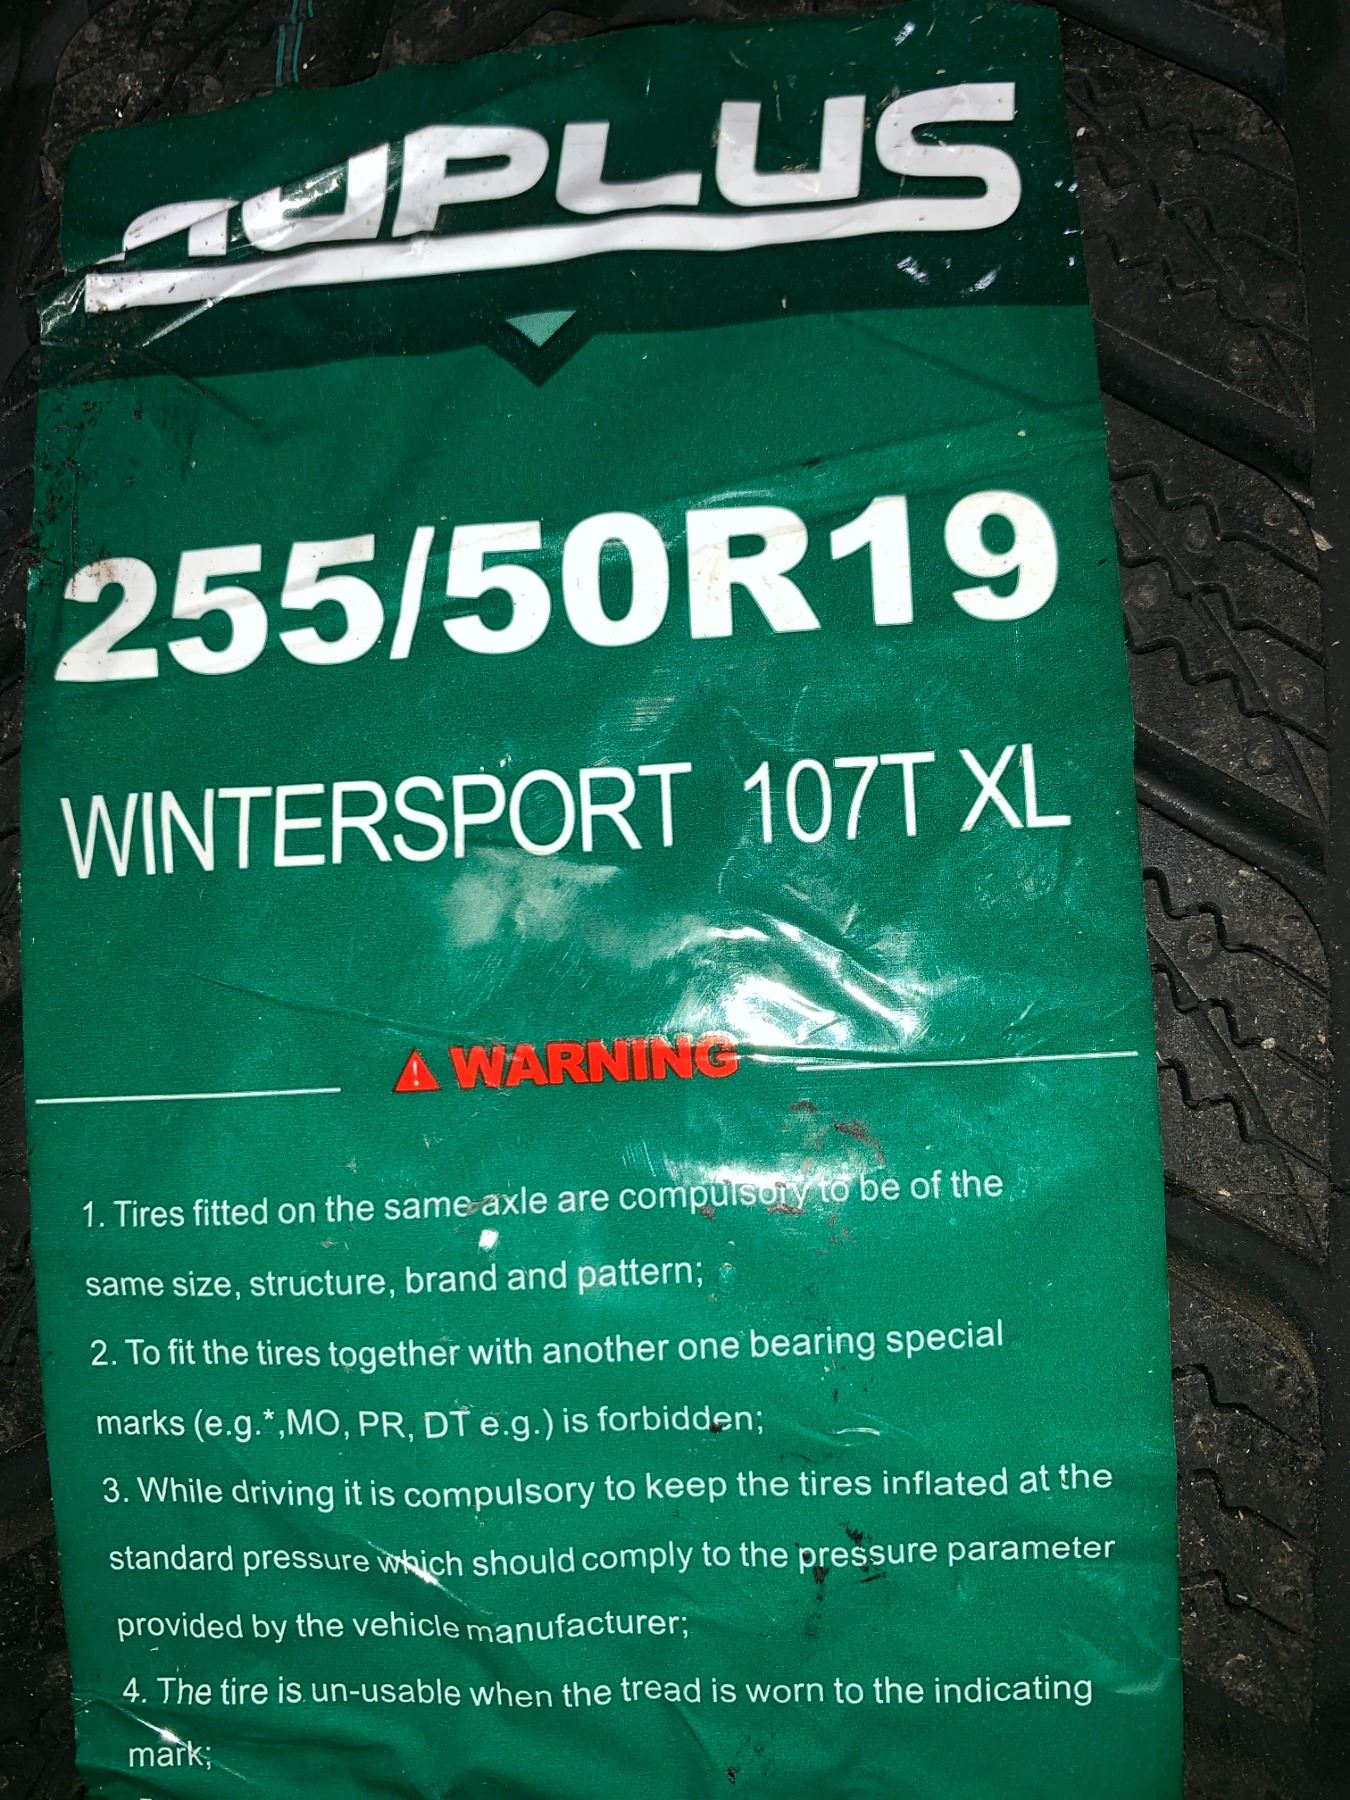 AUPLUS
255/50R19
WINTERSPORT 107T XL
WARNING
1. Tires fitted on the same axle are compulsory to be of the
same size, structure, brand and pattern;
2. To fit the tires together with another one bearing special
marks (e.g.*,MO, PR, DT e.g.) is forbidden;
3. While driving it is compulsory to keep the tires inflated at the
standard pressure which should comply to the pressure parameter
provided by the vehicle manufacturer;
4. The tire is un-usable when the tread is worn to the indicating
mark;